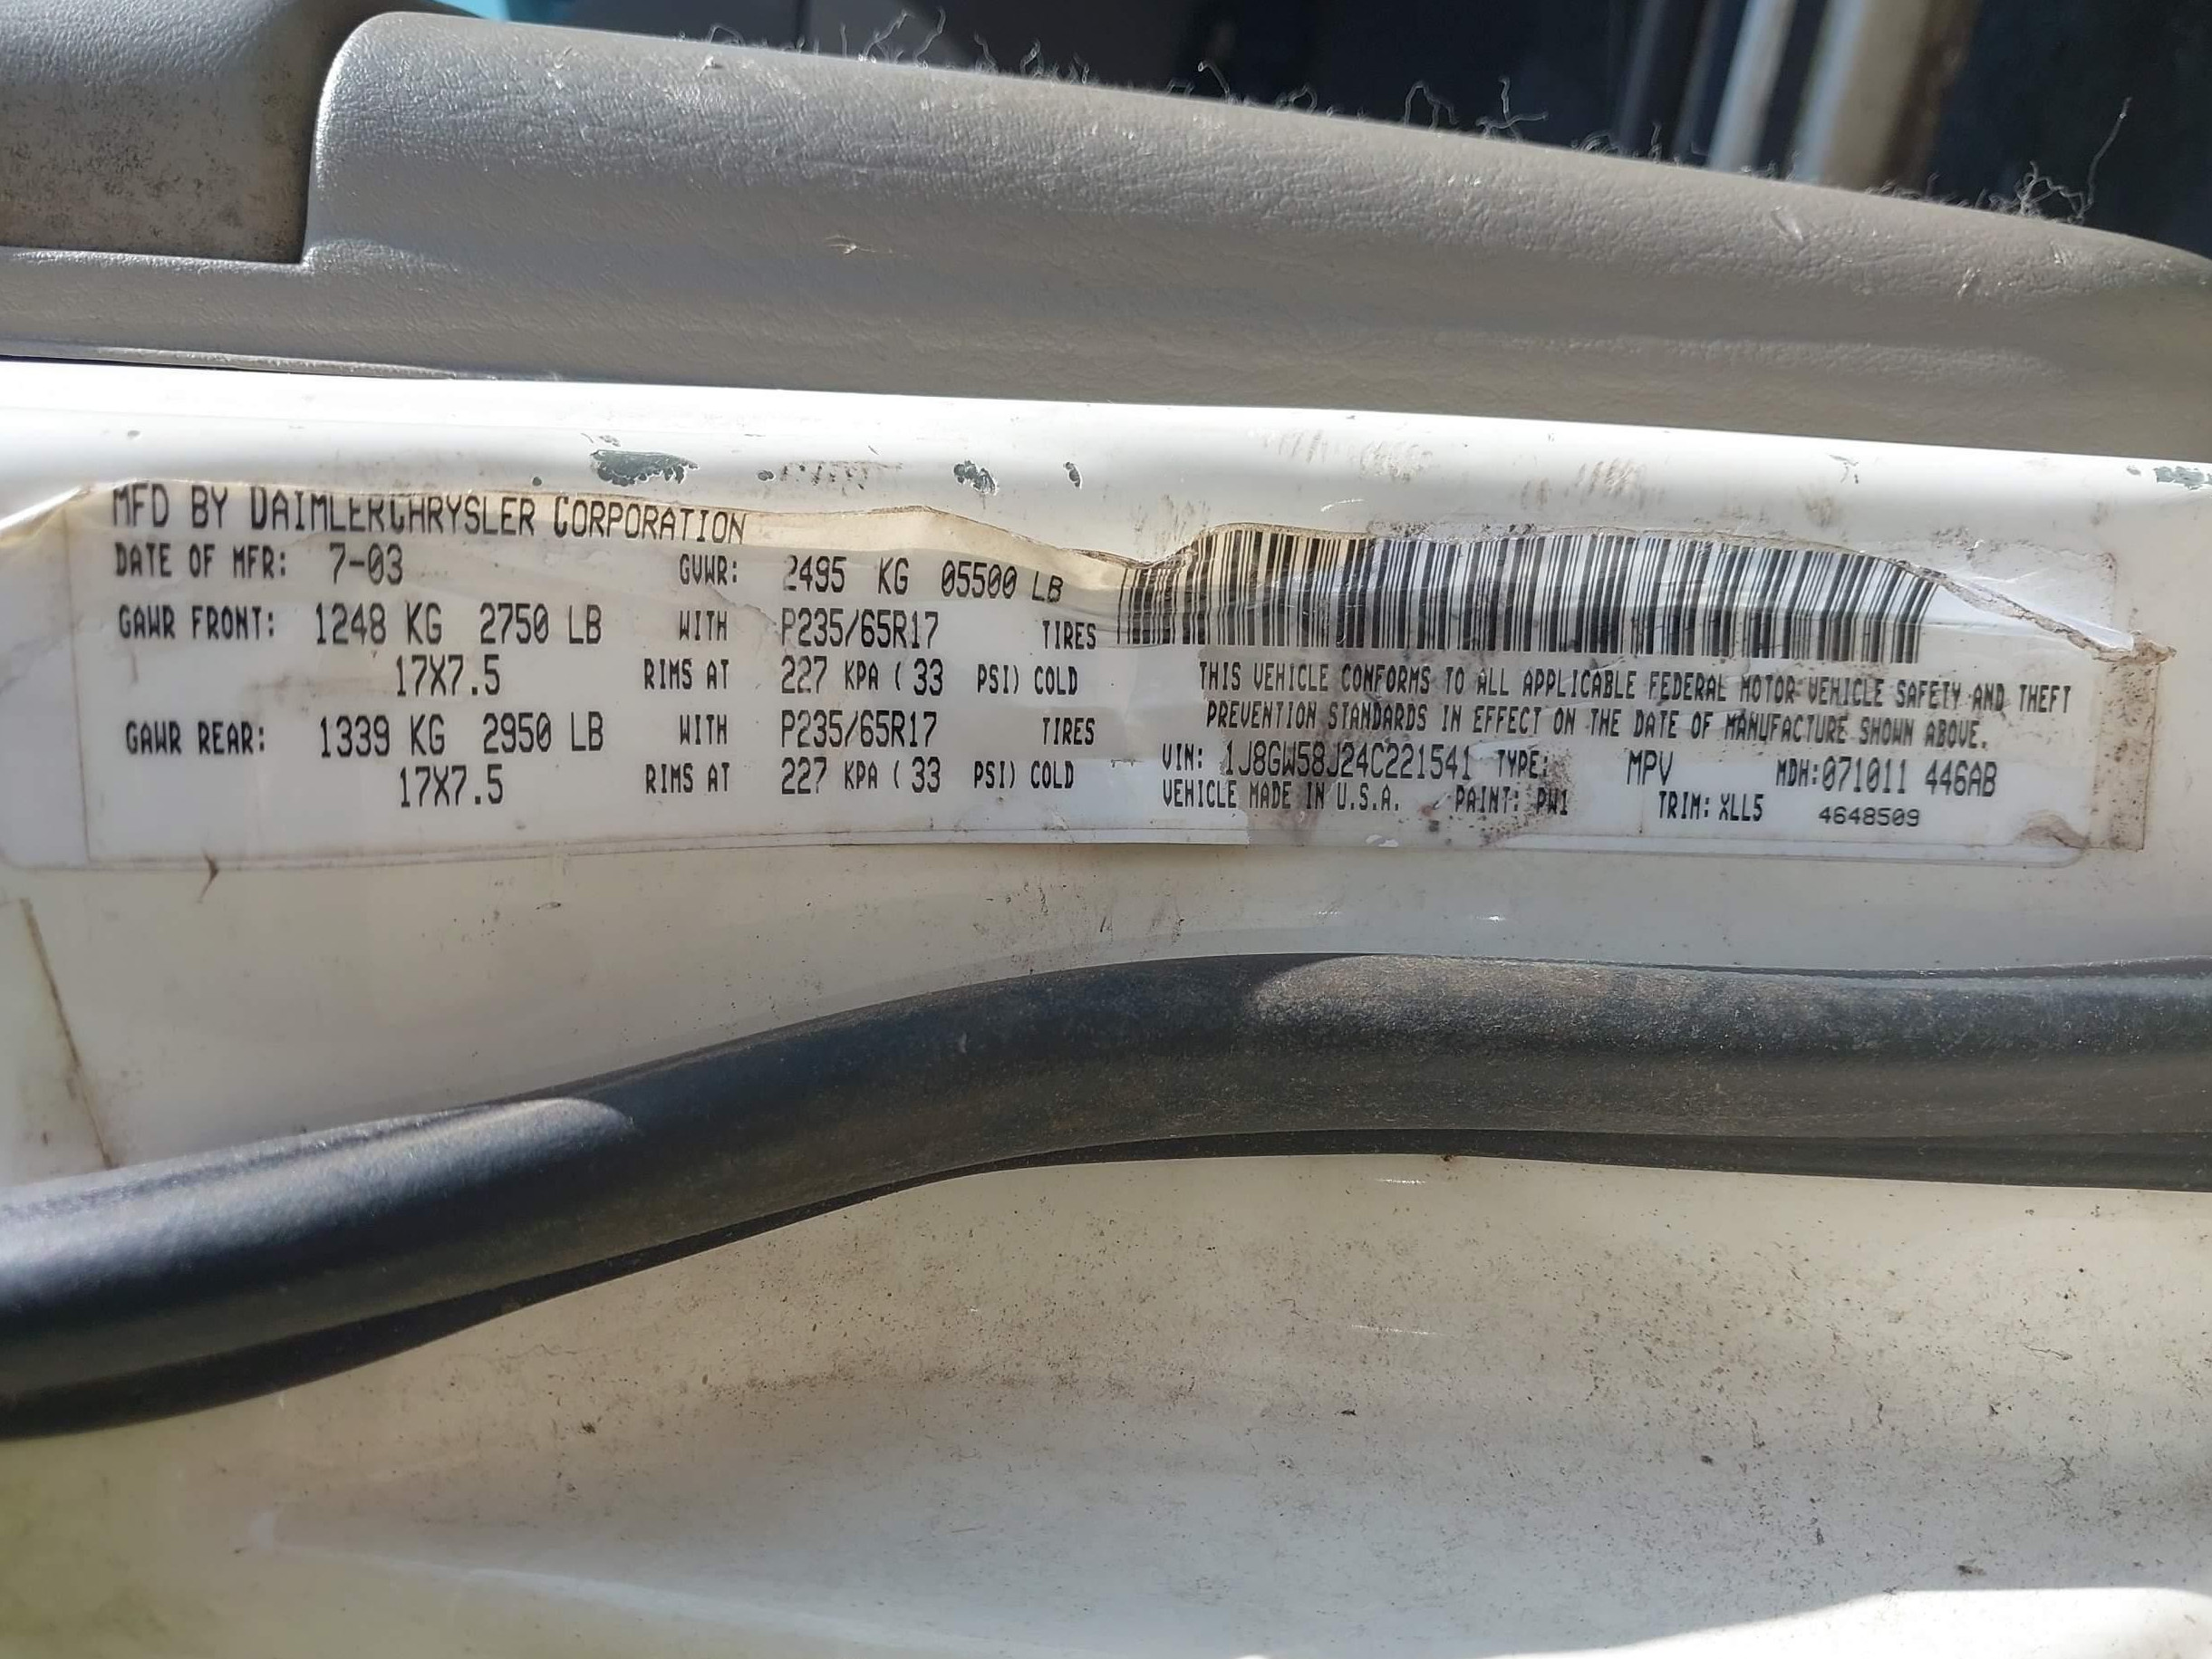 MFD BY DAIMLERCHRYSLER CORPORATION
DATE OF MFR: 7-03 GVWR: 2495 KG 05500 LB
GAWR FRONT: 1248 KG 2750 LB WITH P235/65R17 TIRES
17X7.5 RIMS AT 227 KPA ( 33 PSI) COLD
GAWR REAR: 1339 KG 2950 LB WITH P235/65R17 TIRES
17X7.5 RIMS AT 227 KPA ( 33 PSI) COLD
THIS VEHICLE CONFORMS TO ALL APPLICABLE FEDERAL MOTOR VEHICLE SAFETY AND THEFT
PREVENTION STANDARDS IN EFFECT ON THE DATE OF MANUFACTURE SHOWN ABOVE.
VIN: 1J8GW58J24C221541 TYPE: MPV MDH:071011 446AB
VEHICLE MADE IN U.S.A. PAINT: PW1 TRIM: XLL5 4648509